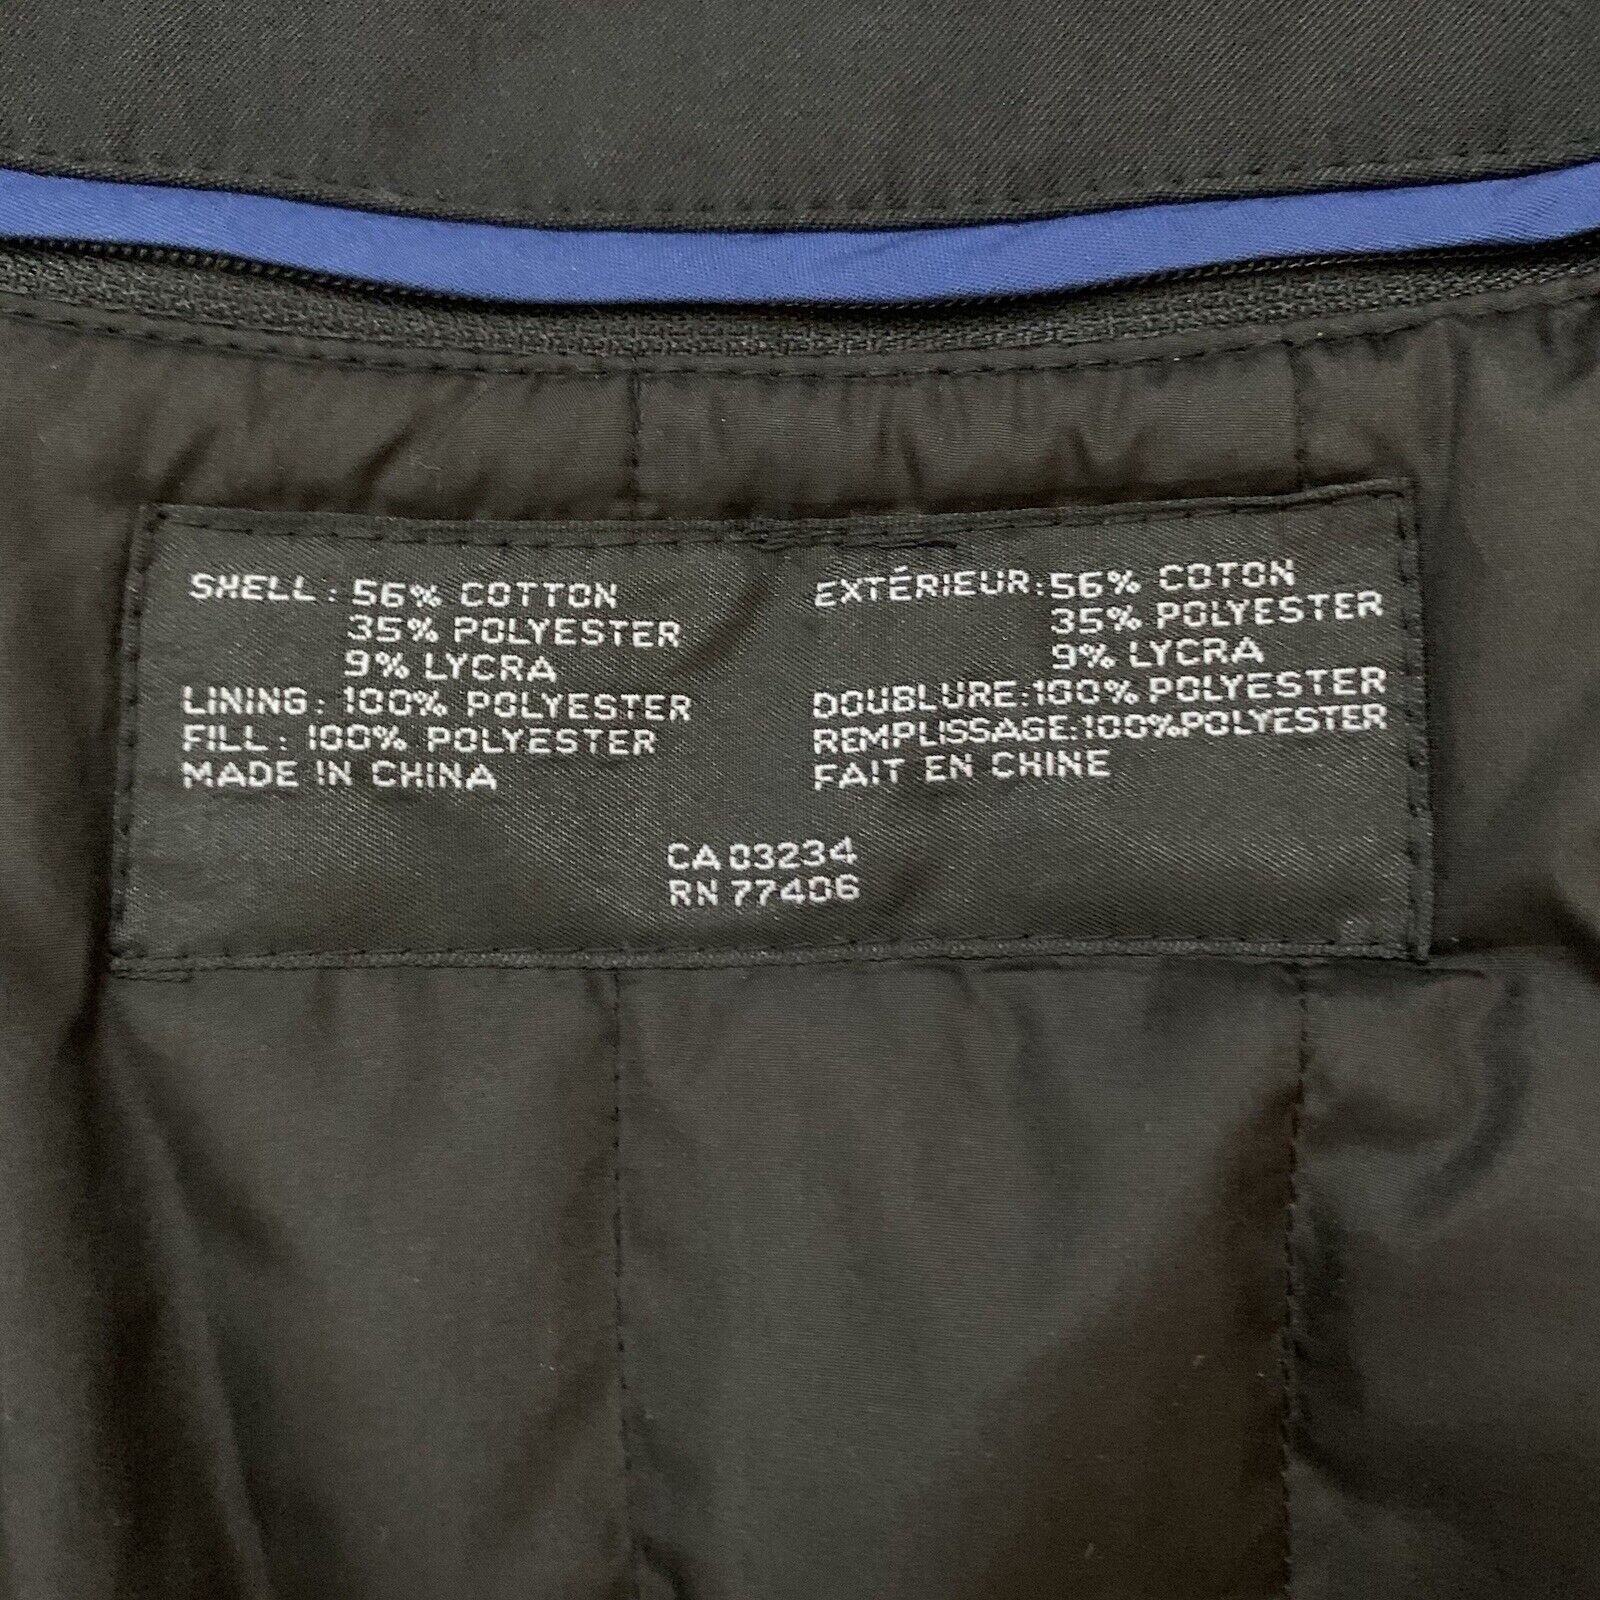 SHELL: 56% COTTON
35% POLYESTER
9% LYCRA
LINING: 100% POLYESTER
FILL: 100% POLYESTER
MADE IN CHINA
EXTÉRIEUR: 56% COTON
35% POLYESTER
9% LYCRA
DOUBLURE: 100% POLYESTER
REMPLISSAGE: 100% POLYESTER
FAIT EN CHINE
CA 03234
RN 77406